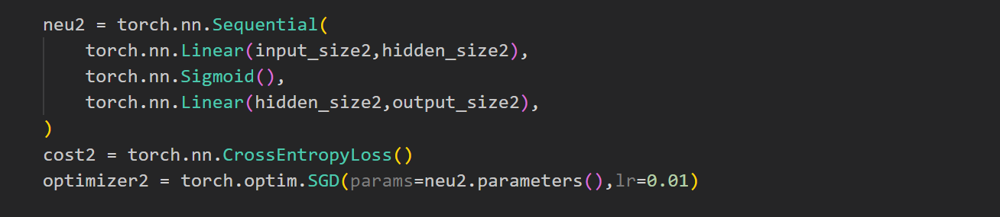 neu2 = torch.nn.Sequential(
    torch.nn.Linear(input_size2,hidden_size2),
    torch.nn.Sigmoid(),
    torch.nn.Linear(hidden_size2,output_size2),
)
cost2 = torch.nn.CrossEntropyLoss()
optimizer2 = torch.optim.SGD(params=neu2.parameters(),lr=0.01)